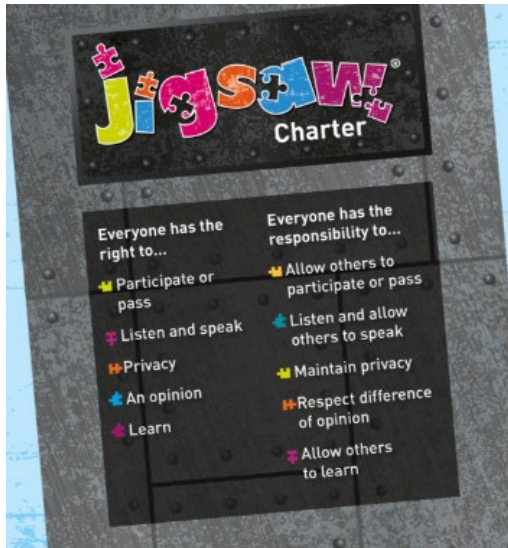 jigsaw®
Charter
Everyone has the
right to...
Participate or
pass
Listen and speak
Privacy
An opinion
Learn
Everyone has the
responsibility to...
Allow others to
participate or pass
Listen and allow
others to speak
Maintain privacy
Respect difference
of opinion
Allow others
to learn